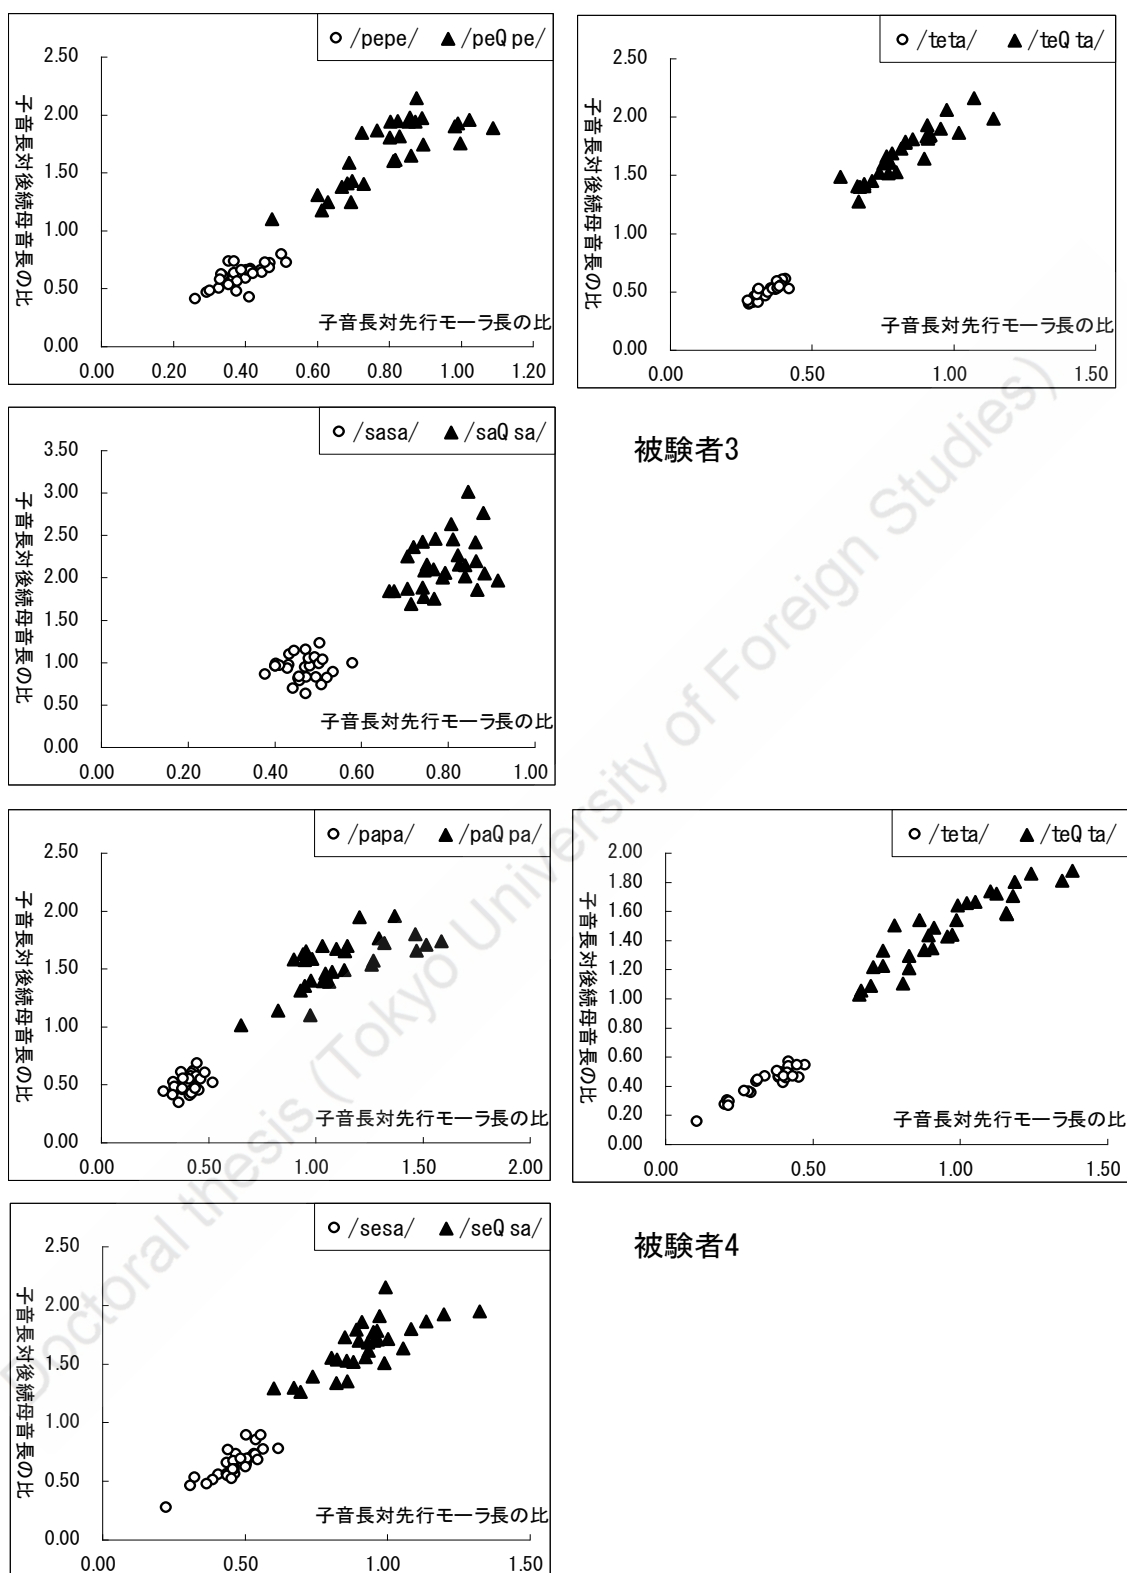 /pepe/ /peQpe/
2.50
2.00
1.50
1.00
0.50
0.00
子音長対後続母音長の比
子音長対先行モーラ長の比
0.00 0.20 0.40 0.60 0.80 1.00 1.20
/teta/ /teQta/
2.50
2.00
1.50
1.00
0.50
0.00
子音長対後続母音長の比
子音長対先行モーラ長の比
0.00 0.50 1.00 1.50
/sasa/ /saQsa/
3.50
3.00
2.50
2.00
1.50
1.00
0.50
0.00
子音長対後続母音長の比
子音長対先行モーラ長の比
0.00 0.20 0.40 0.60 0.80 1.00
被験者3
/papa/ /paQpa/
2.50
2.00
1.50
1.00
0.50
0.00
子音長対後続母音長の比
子音長対先行モーラ長の比
0.00 0.50 1.00 1.50 2.00
/teta/ /teQta/
2.00
1.80
1.60
1.40
1.20
1.00
0.80
0.60
0.40
0.20
0.00
子音長対後続母音長の比
子音長対先行モーラ長の比
0.00 0.50 1.00 1.50
/sesa/ /seQsa/
2.50
2.00
1.50
1.00
0.50
0.00
子音長対後続母音長の比
子音長対先行モーラ長の比
0.00 0.50 1.00 1.50
被験者4
Doctoral thesis (Tokyo University of Foreign Studies)